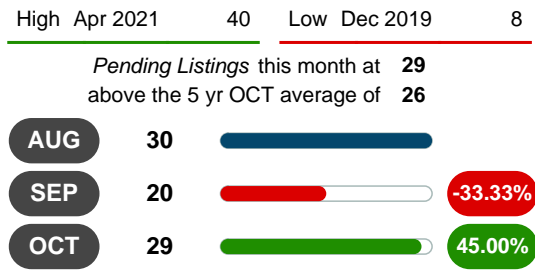 High Apr 2021 40 Low Dec 2019 8
Pending Listings this month at 29
above the 5 yr OCT average of 26
AUG 30
SEP 20 -33.33%
OCT 29 45.00%